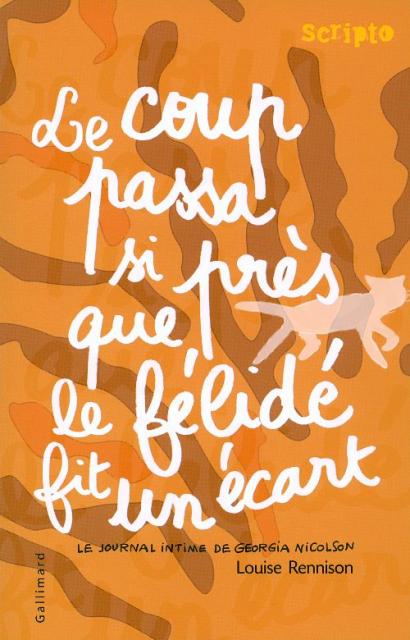 scripto
Le coup
passa
si près
que
le félidé
fit un écart
LE JOURNAL INTIME DE GEORGIA NICOLSON
Louise Rennison
Gallimard